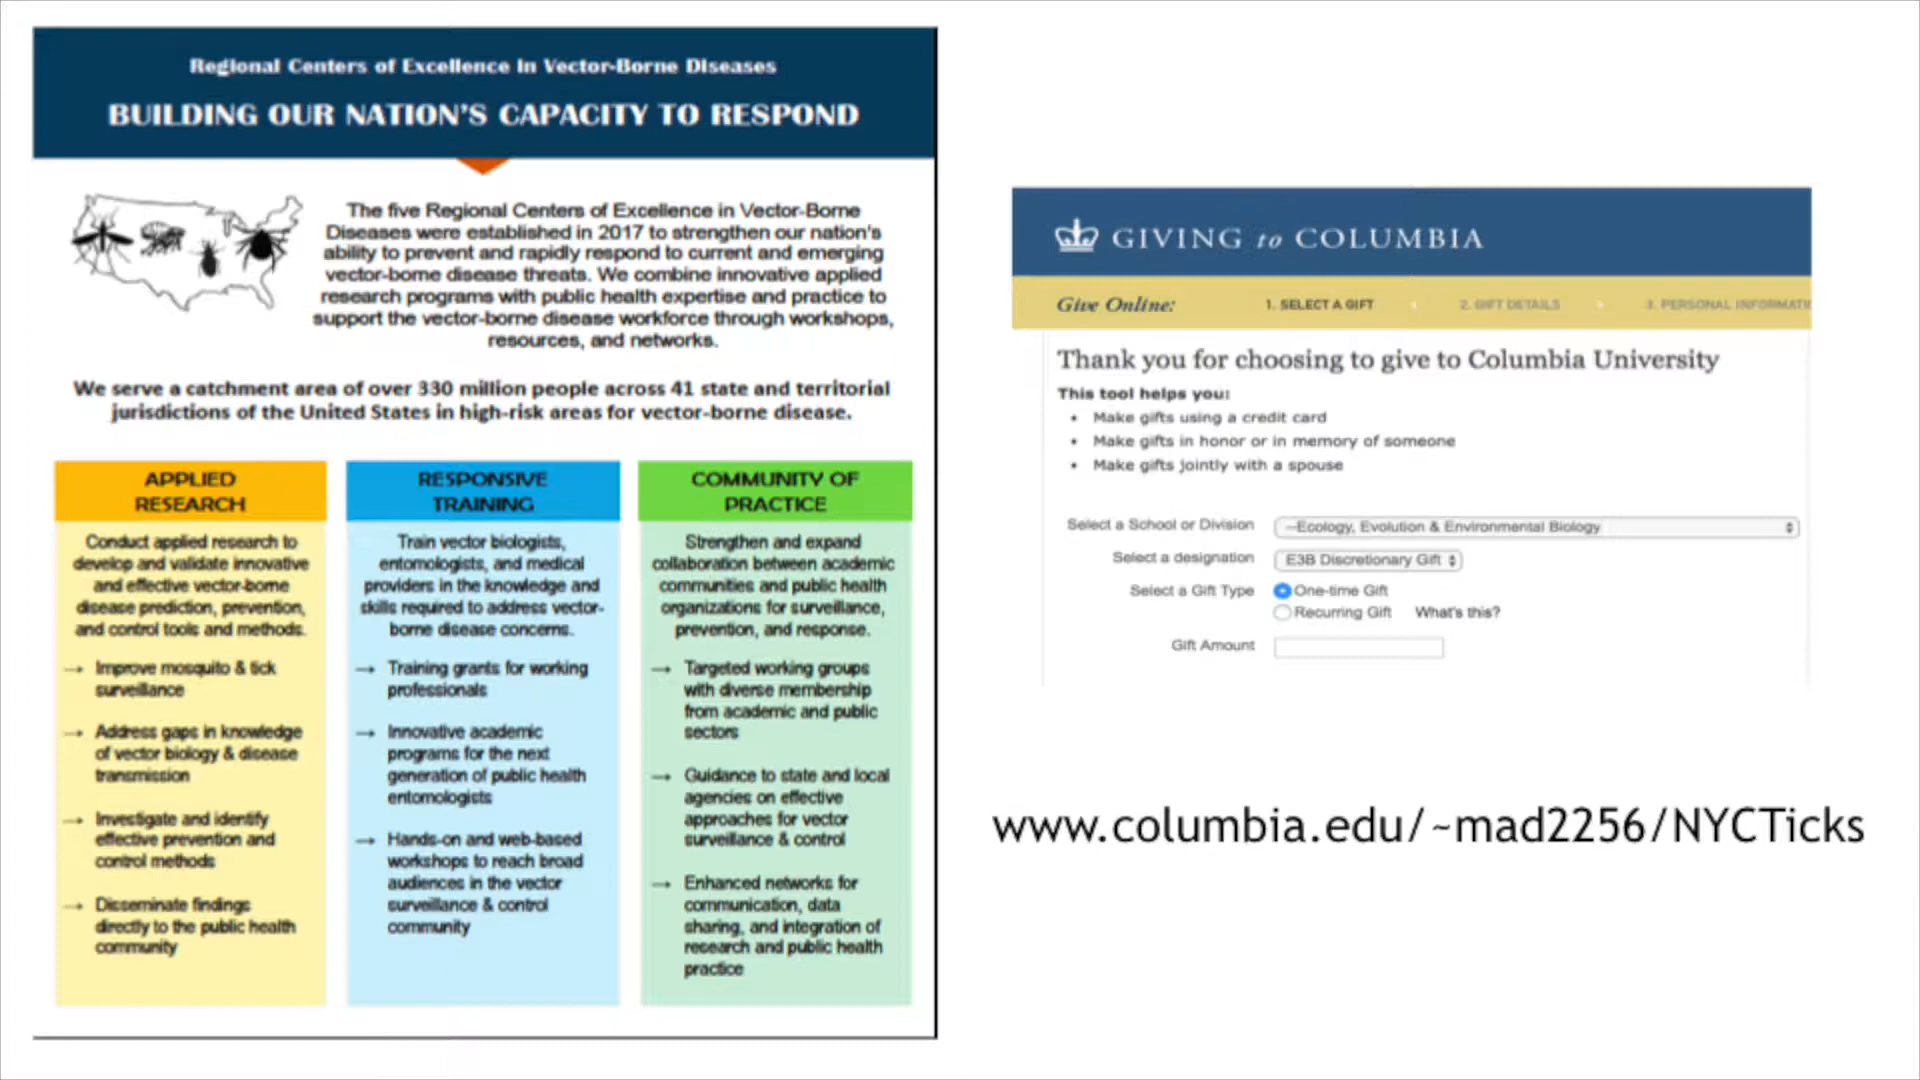 Regional Centers of Excellence in Vector-Borne Diseases
BUILDING OUR NATION'S CAPACITY TO RESPOND
The five Regional Centers of Excellence in Vector-Borne
Diseases were established in 2017 to strengthen our nation's
ability to prevent and rapidly respond to current and emerging
vector-borne disease threats. We combine innovative applied
research programs with public health expertise and practice to
support the vector-borne disease workforce through workshops,
resources, and networks.
We serve a catchment area of over 330 million people across 41 state and territorial
jurisdictions of the United States in high-risk areas for vector-borne disease.
APPLIED
RESEARCH
Conduct applied research to
develop and validate innovative
and effective vector-borne
disease prediction, prevention,
and control tools and methods.
→ Improve mosquito & tick
surveillance
→ Address gaps in knowledge
of vector biology & disease
transmission
→ Investigate and identify
effective prevention and
control methods
→ Disseminate findings
directly to the public health
community
RESPONSIVE
TRAINING
Train vector biologists,
entomologists, and medical
providers in the knowledge and
skills required to address vector-
borne disease concerns.
→ Training grants for working
professionals
→ Innovative academic
programs for the next
generation of public health
entomologists
→ Hands-on and web-based
workshops to reach broad
audiences in the vector
surveillance & control
community
COMMUNITY OF
PRACTICE
Strengthen and expand
collaboration between academic
communities and public health
organizations for surveillance,
prevention, and response.
→ Targeted working groups
with diverse membership
from academic and public
sectors
→ Guidance to state and local
agencies on effective
approaches for vector
surveillance & control
→ Enhanced networks for
communication, data
sharing, and integration of
research and public health
practice
GIVING to COLUMBIA
Give Online: 1. SELECT A GIFT 2. GIFT DETAILS 3. PERSONAL INFORMATI
Thank you for choosing to give to Columbia University
This tool helps you:
• Make gifts using a credit card
• Make gifts in honor or in memory of someone
• Make gifts jointly with a spouse
Select a School or Division --Ecology, Evolution & Environmental Biology
Select a designation E3B Discretionary Gift
Select a Gift Type One-time Gift
Recurring Gift What's this?
Gift Amount
www.columbia.edu/~mad2256/NYCTicks